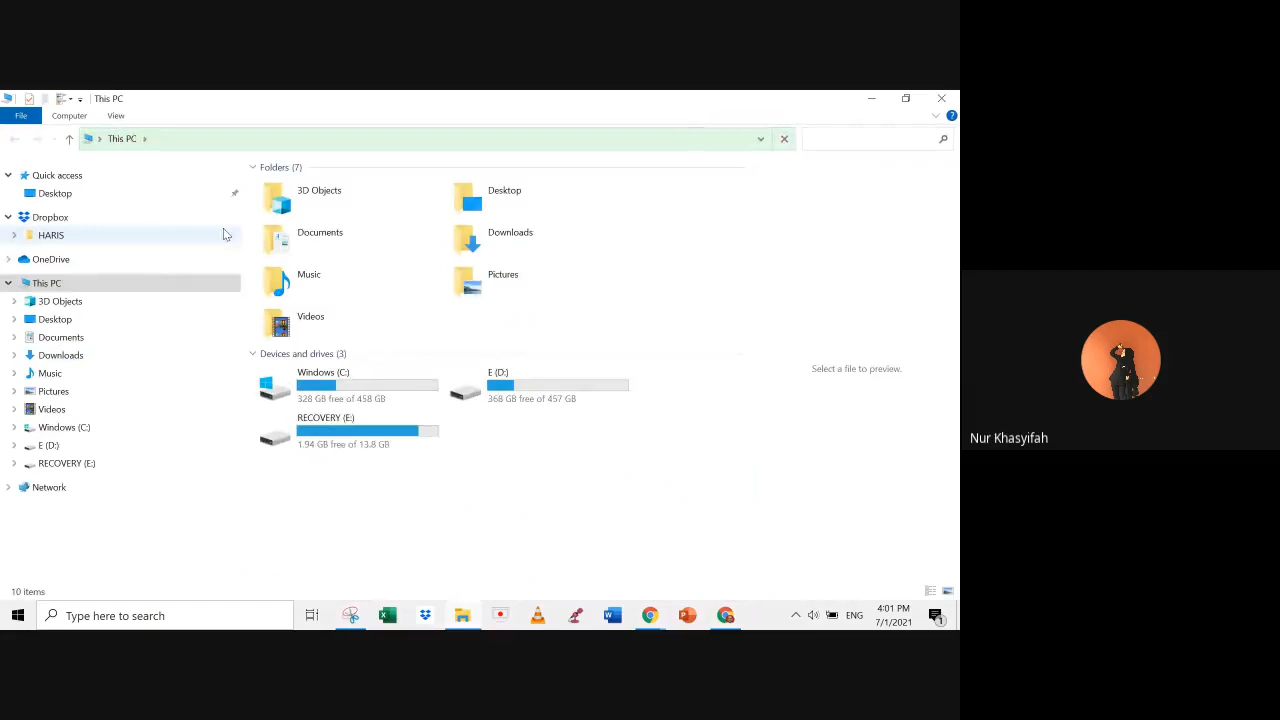 This PC
File
Computer
View
This PC
Quick access
Desktop
Dropbox
HARIS
OneDrive
This PC
3D Objects
Desktop
Documents
Downloads
Music
Pictures
Videos
Windows (C:)
E (D:)
RECOVERY (E:)
Network
Folders (7)
3D Objects
Desktop
Documents
Downloads
Music
Pictures
Videos
Devices and drives (3)
Windows (C:)
328 GB free of 458 GB
E (D:)
368 GB free of 457 GB
RECOVERY (E:)
1.94 GB free of 13.8 GB
Select a file to preview.
Nur Khasyifah
10 items
Type here to search
ENG
4:01 PM
7/1/2021
1